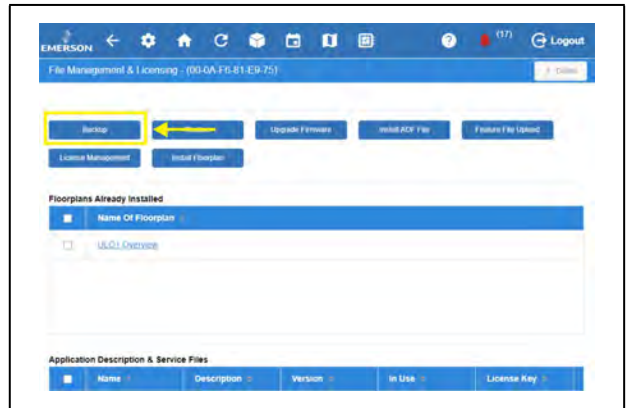 EMERSON
(17)
Logout
File Management & Licensing - (00-0A-F6-81-E9-75)
Delete
Backup
Upgrade Firmware
Install ADF File
Feature File Upload
License Management
Install Floorplan
Floorplans Already Installed
Name Of Floorplan
ULO1 Overview
Application Description & Service Files
Name
Description
Version
In Use
License Key